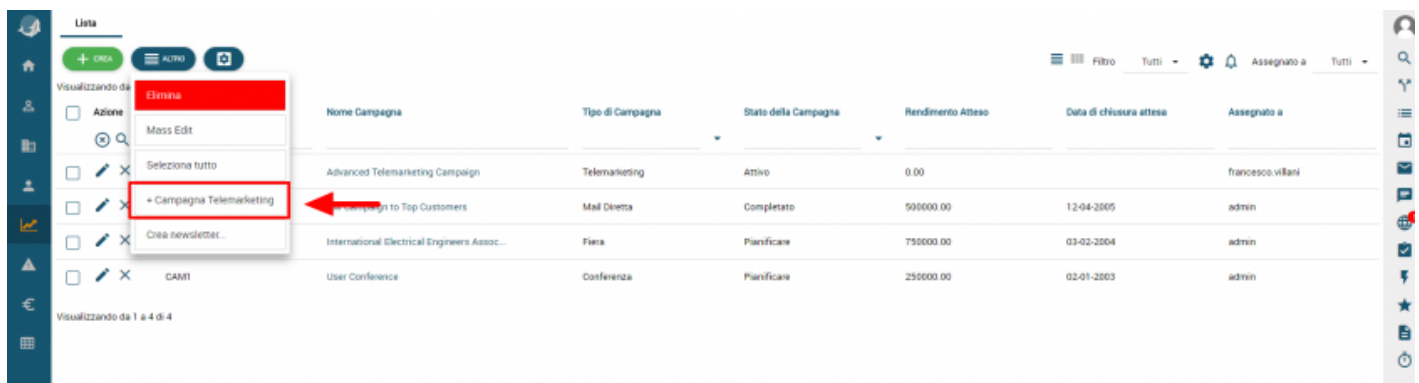 Lista
+ CREA ALTRO Filtro Tutti Assegnato a Tutti
Visualizzando da
Elimina
Azione Nome Campagna Tipo di Campagna Stato della Campagna Rendimento Atteso Data di chiusura attesa Assegnato a
Mass Edit
Seleziona tutto
Advanced Telemarketing Campaign Telemarketing Attivo 0.00 francesco.villani
+ Campagna Telemarketing
Campaign to Top Customers Mail Diretta Completato 500000.00 12-04-2005 admin
Crea newsletter...
International Electrical Engineers Assoc... Fiera Pianificare 750000.00 03-02-2004 admin
CAM1 User Conference Conferenza Pianificare 250000.00 02-01-2003 admin
Visualizzando da 1 a 4 di 4